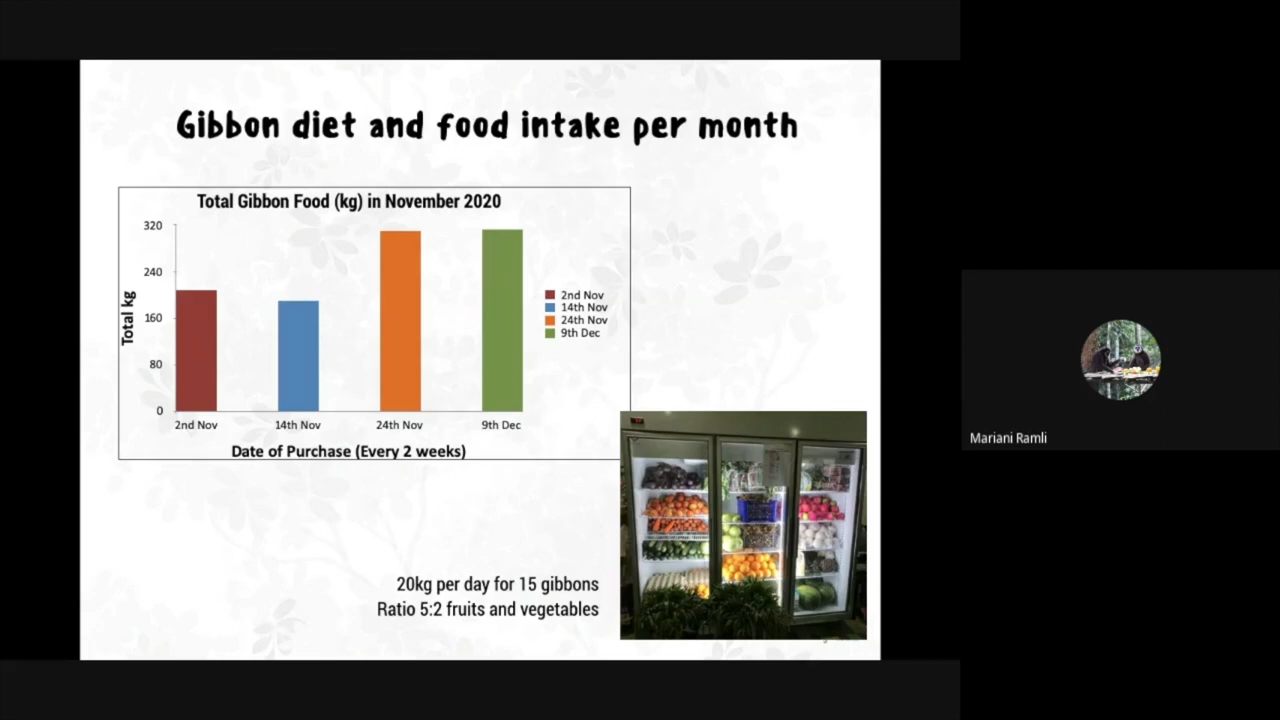 Gibbon diet and food intake per month
Total Gibbon Food (kg) in November 2020
320
240
160
80
0
Total kg
2nd Nov
14th Nov
24th Nov
9th Dec
2nd Nov
14th Nov
24th Nov
9th Dec
Date of Purchase (Every 2 weeks)
20kg per day for 15 gibbons
Ratio 5:2 fruits and vegetables
Mariani Ramli